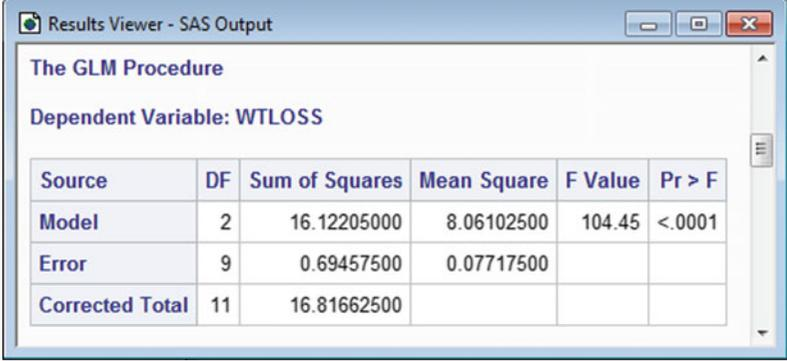 Results Viewer - SAS Output
The GLM Procedure
Dependent Variable: WTLOSS
Source DF Sum of Squares Mean Square F Value Pr > F
Model 2 16.12205000 8.06102500 104.45 <.0001
Error 9 0.69457500 0.07717500
Corrected Total 11 16.81662500